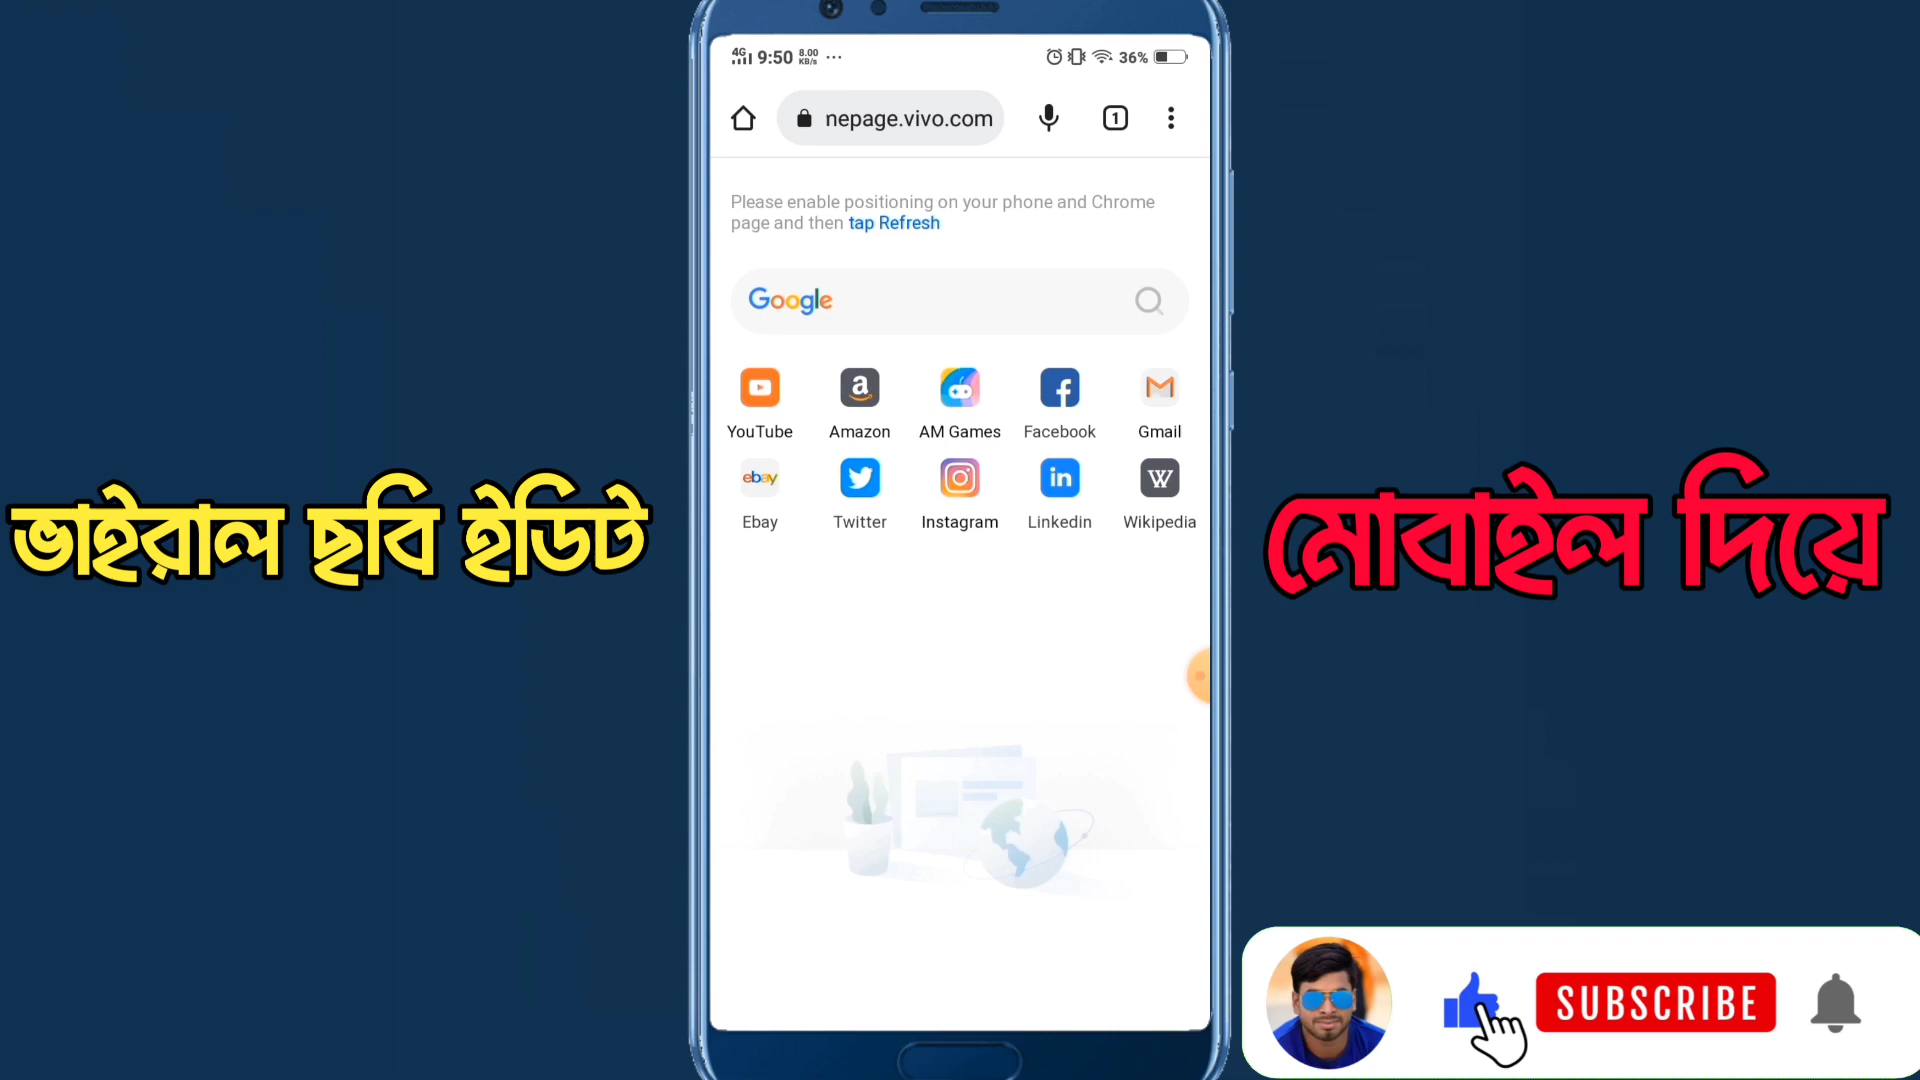 4G 9:50 8.00 KB/s ... 36%
nepage.vivo.com 1
Please enable positioning on your phone and Chrome
page and then tap Refresh
Google
YouTube Amazon AM Games Facebook Gmail
ebay in W
Ebay Twitter Instagram Linkedin Wikipedia
ভাইরাল ছবি ইডিট
মোবাইল দিয়ে
SUBSCRIBE